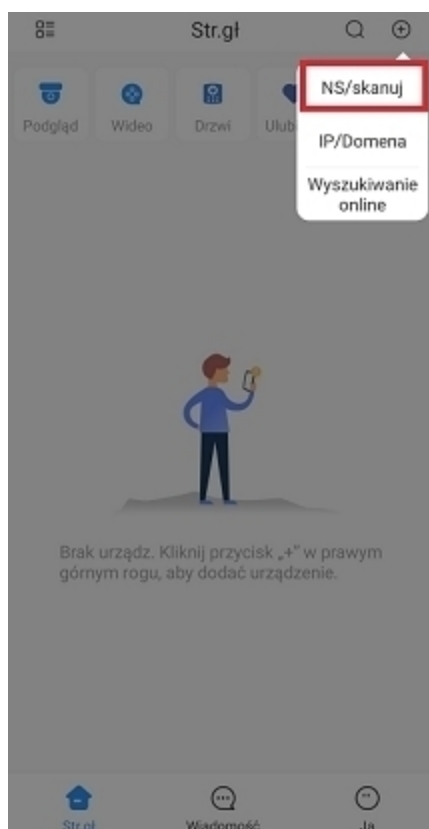 Str.gł
NS/skanuj
IP/Domena
Wyszukiwanie
online
Podgląd
Wideo
Drzwi
Brak urządz. Kliknij przycisk „+” w prawym
górnym rogu, aby dodać urządzenie.
Str.gł
Wiadomość
Ja